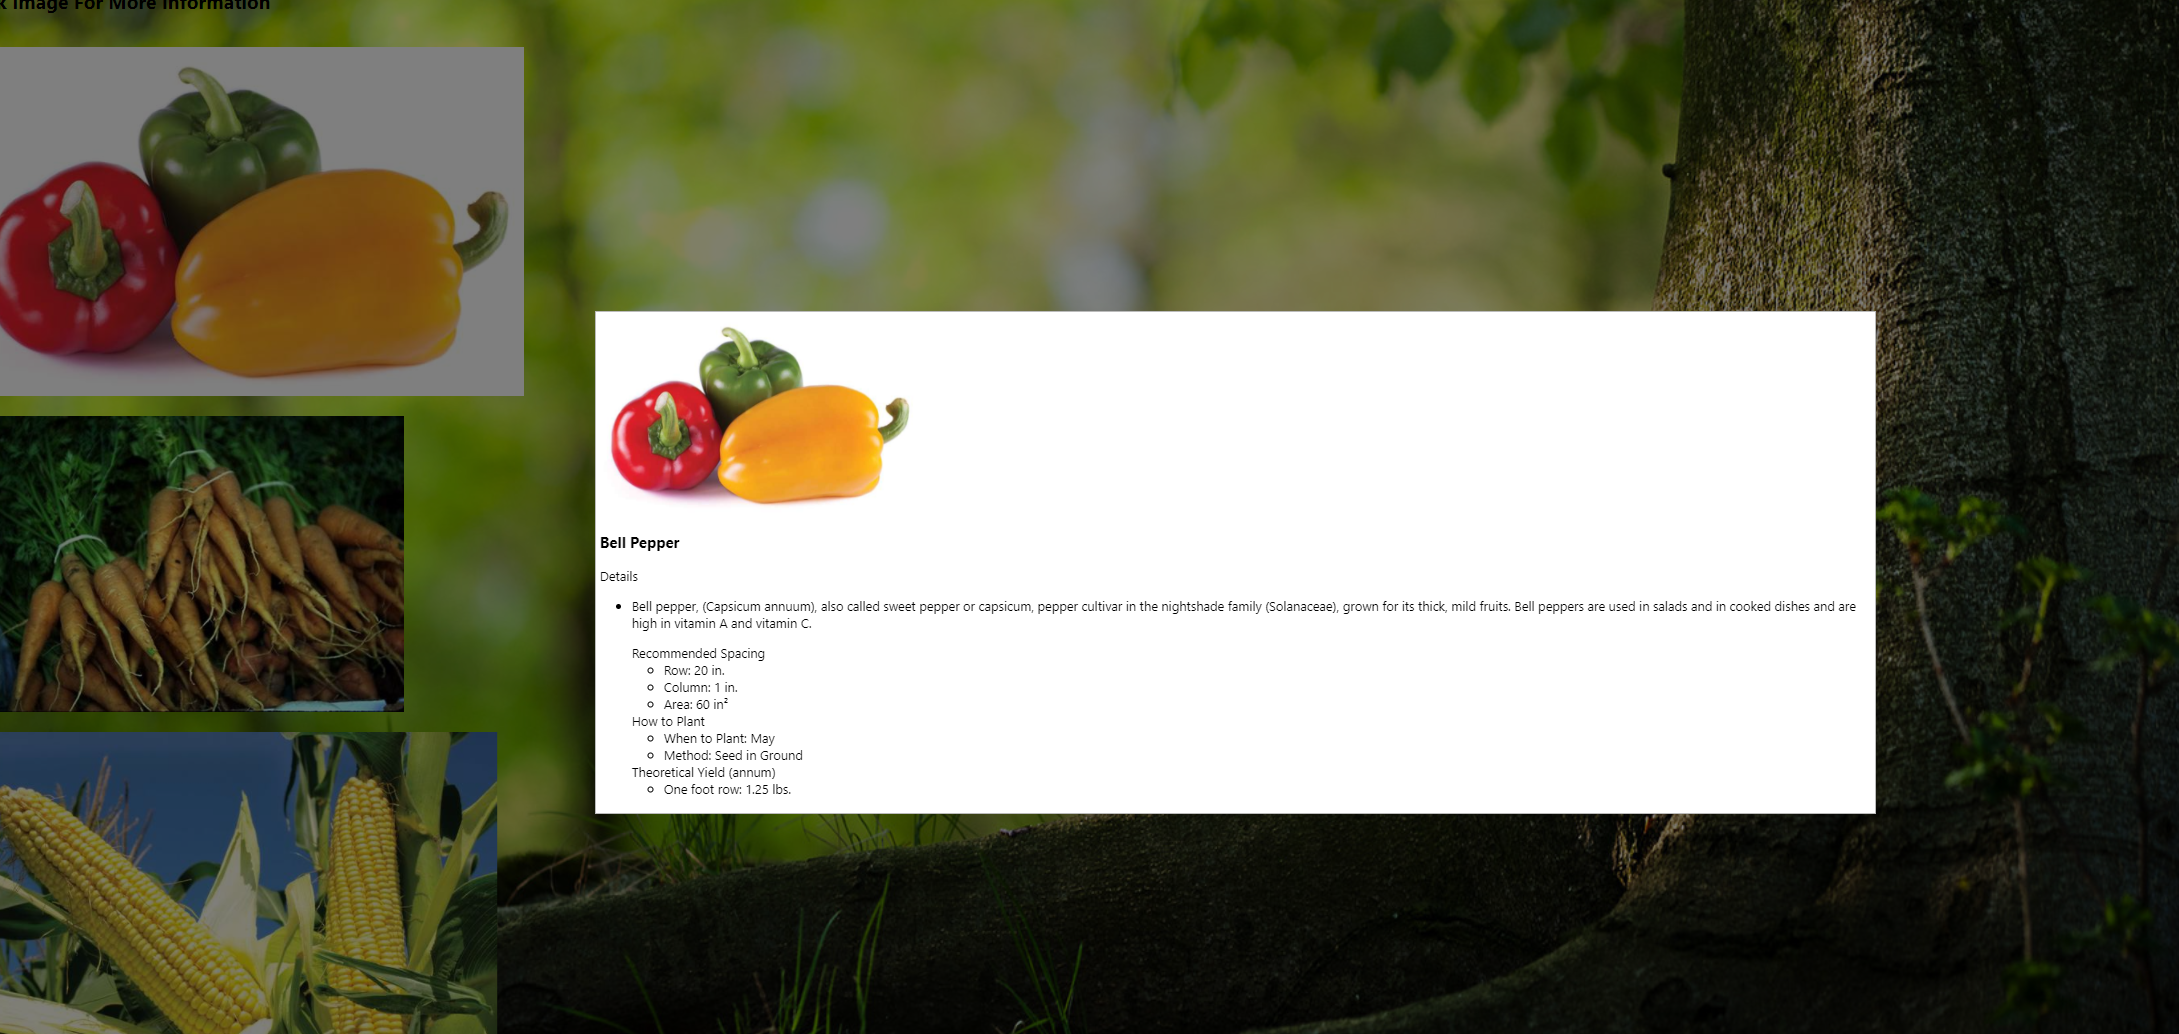 k Image For More Information
Bell Pepper
Details
Bell pepper, (Capsicum annuum), also called sweet pepper or capsicum, pepper cultivar in the nightshade family (Solanaceae), grown for its thick, mild fruits. Bell peppers are used in salads and in cooked dishes and are
high in vitamin A and vitamin C.
Recommended Spacing
Row: 20 in.
Column: 1 in.
Area: 60 in²
How to Plant
When to Plant: May
Method: Seed in Ground
Theoretical Yield (annum)
One foot row: 1.25 lbs.